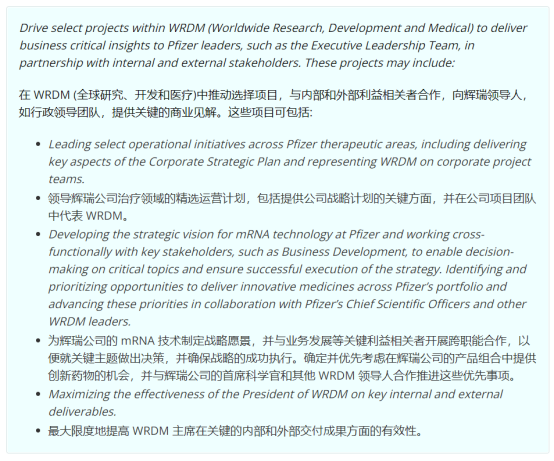 Drive select projects within WRDM (Worldwide Research, Development and Medical) to deliver
business critical insights to Pfizer leaders, such as the Executive Leadership Team, in
partnership with internal and external stakeholders. These projects may include:
在 WRDM (全球研究、开发和医疗)中推动选择项目，与内部和外部利益相关者合作，向辉瑞领导人，
如行政领导团队，提供关键的商业见解。这些项目可包括:
• Leading select operational initiatives across Pfizer therapeutic areas, including delivering
key aspects of the Corporate Strategic Plan and representing WRDM on corporate project
teams.
• 领导辉瑞公司治疗领域的精选运营计划，包括提供公司战略计划的关键方面，并在公司项目团队
中代表 WRDM。
• Developing the strategic vision for mRNA technology at Pfizer and working cross-
functionally with key stakeholders, such as Business Development, to enable decision-
making on critical topics and ensure successful execution of the strategy. Identifying and
prioritizing opportunities to deliver innovative medicines across Pfizer’s portfolio and
advancing these priorities in collaboration with Pfizer’s Chief Scientific Officers and other
WRDM leaders.
• 为辉瑞公司的 mRNA 技术制定战略愿景，并与业务发展等关键利益相关者开展跨职能合作，以
便就关键主题做出决策，并确保战略的成功执行。确定并优先考虑在辉瑞公司的产品组合中提供
创新药物的机会，并与辉瑞公司的首席科学官和其他 WRDM 领导人合作推进这些优先事项。
• Maximizing the effectiveness of the President of WRDM on key internal and external
deliverables.
• 最大限度地提高 WRDM 主席在关键的内部和外部交付成果方面的有效性。